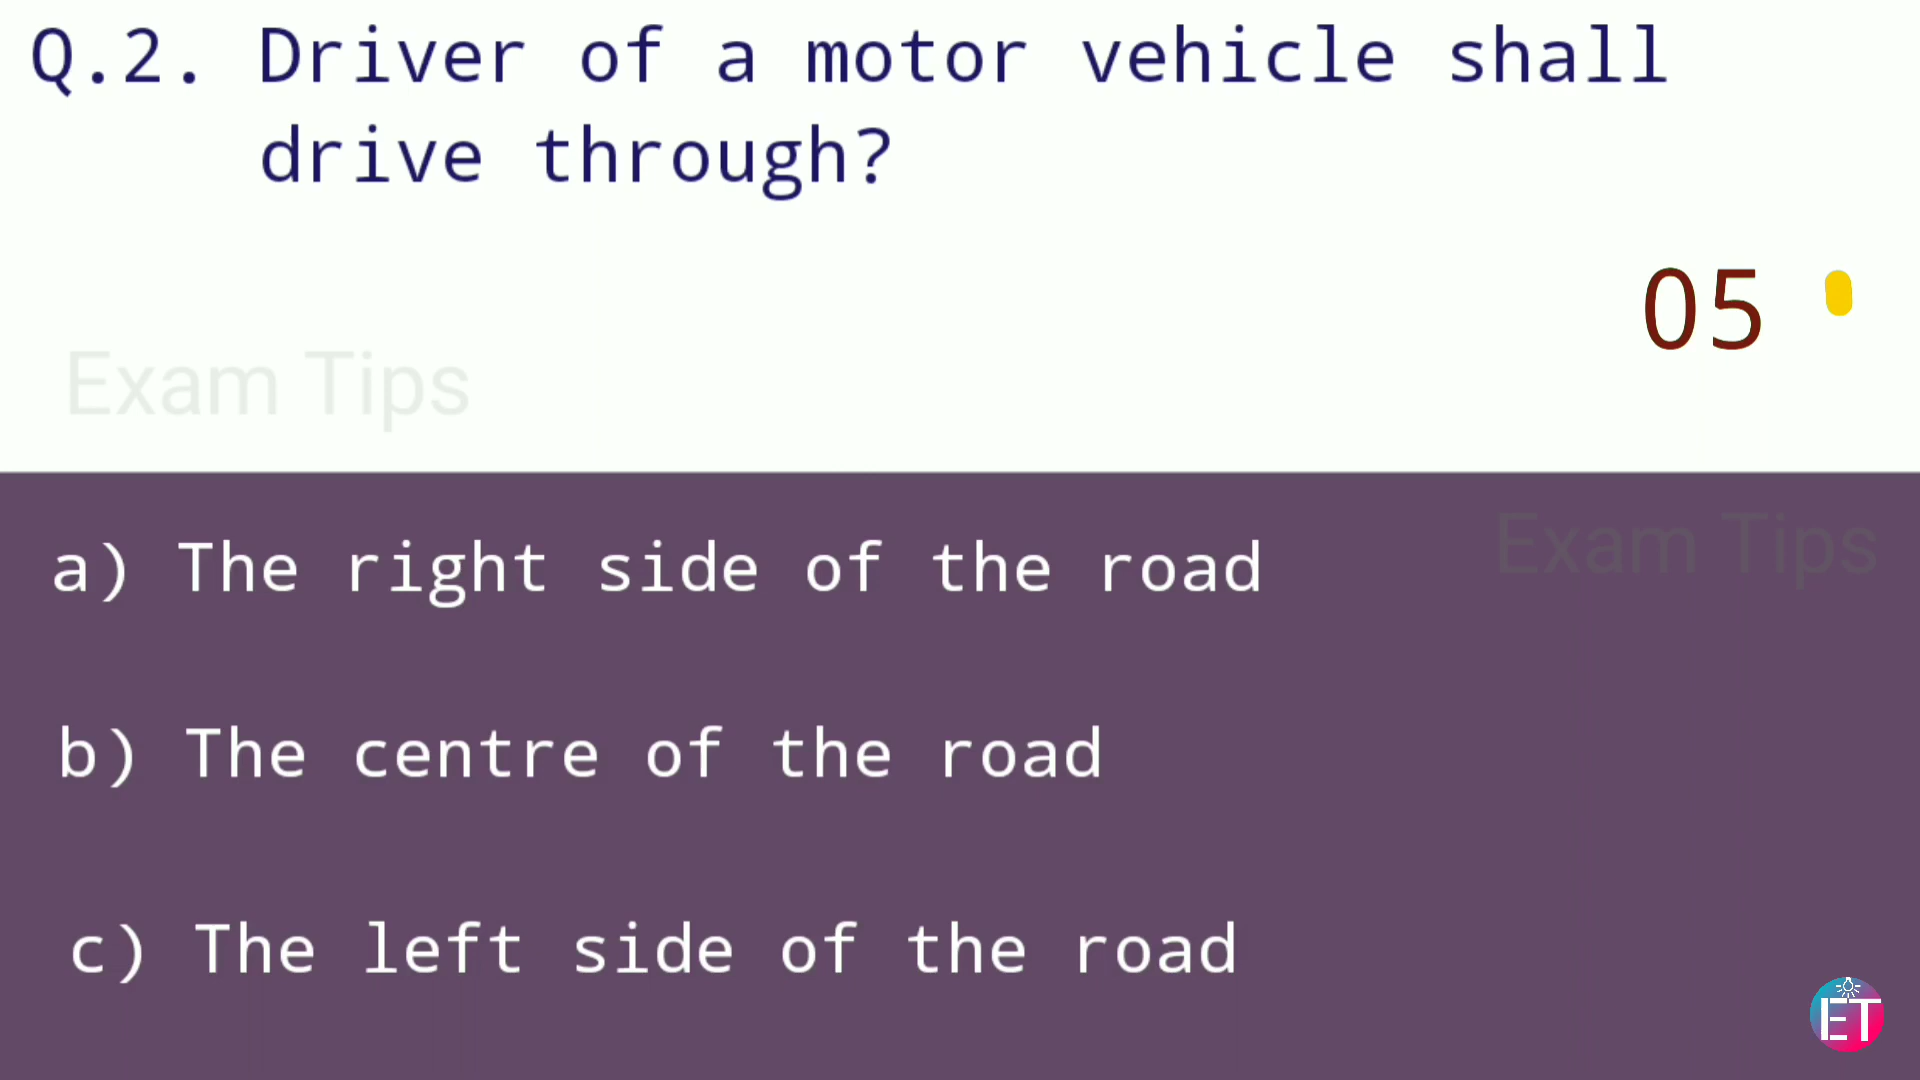 Q.2. Driver of a motor vehicle shall
drive through?
05
Exam Tips
Exam Tips
a) The right side of the road
b) The centre of the road
c) The left side of the road
ET